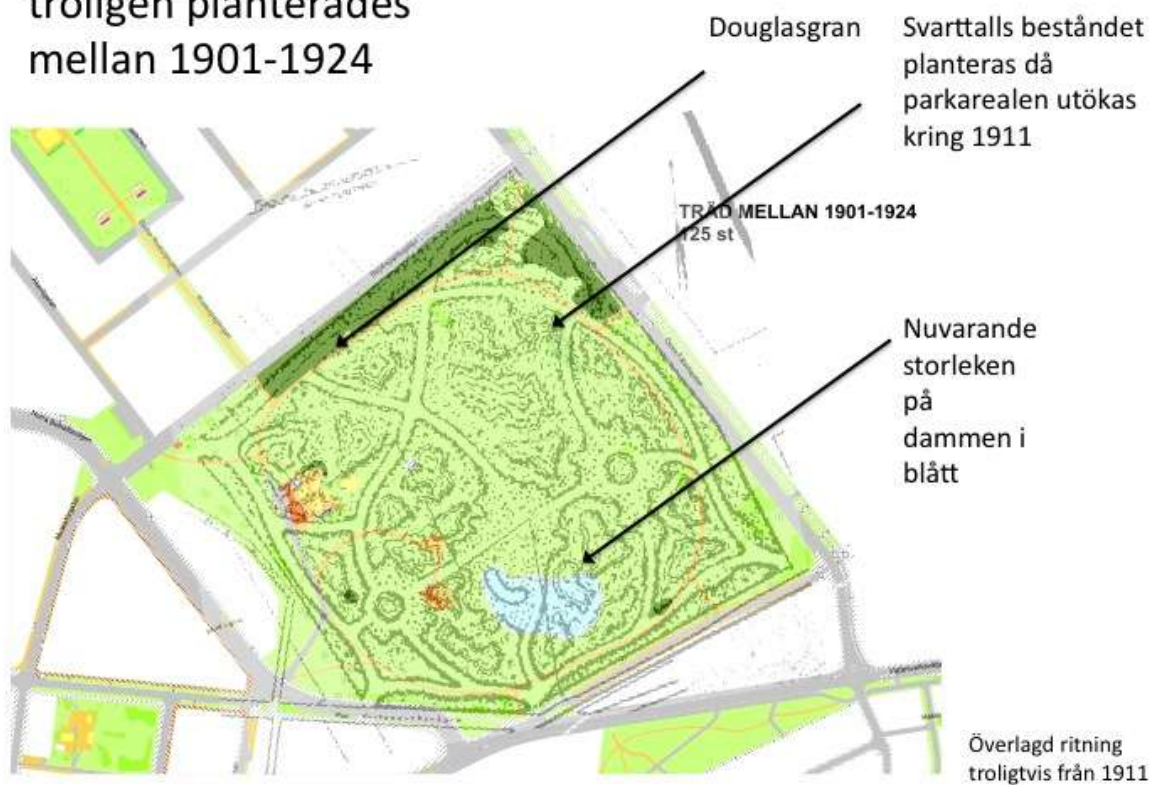 troligen planterades
mellan 1901-1924
Douglasgran
Svarttalls beståndet
planteras då
parkarealen utökas
kring 1911
TRÄD MELLAN 1901-1924
125 st
Nuvarande
storleken
på
dammen i
blått
Överlagd ritning
troligtvis från 1911